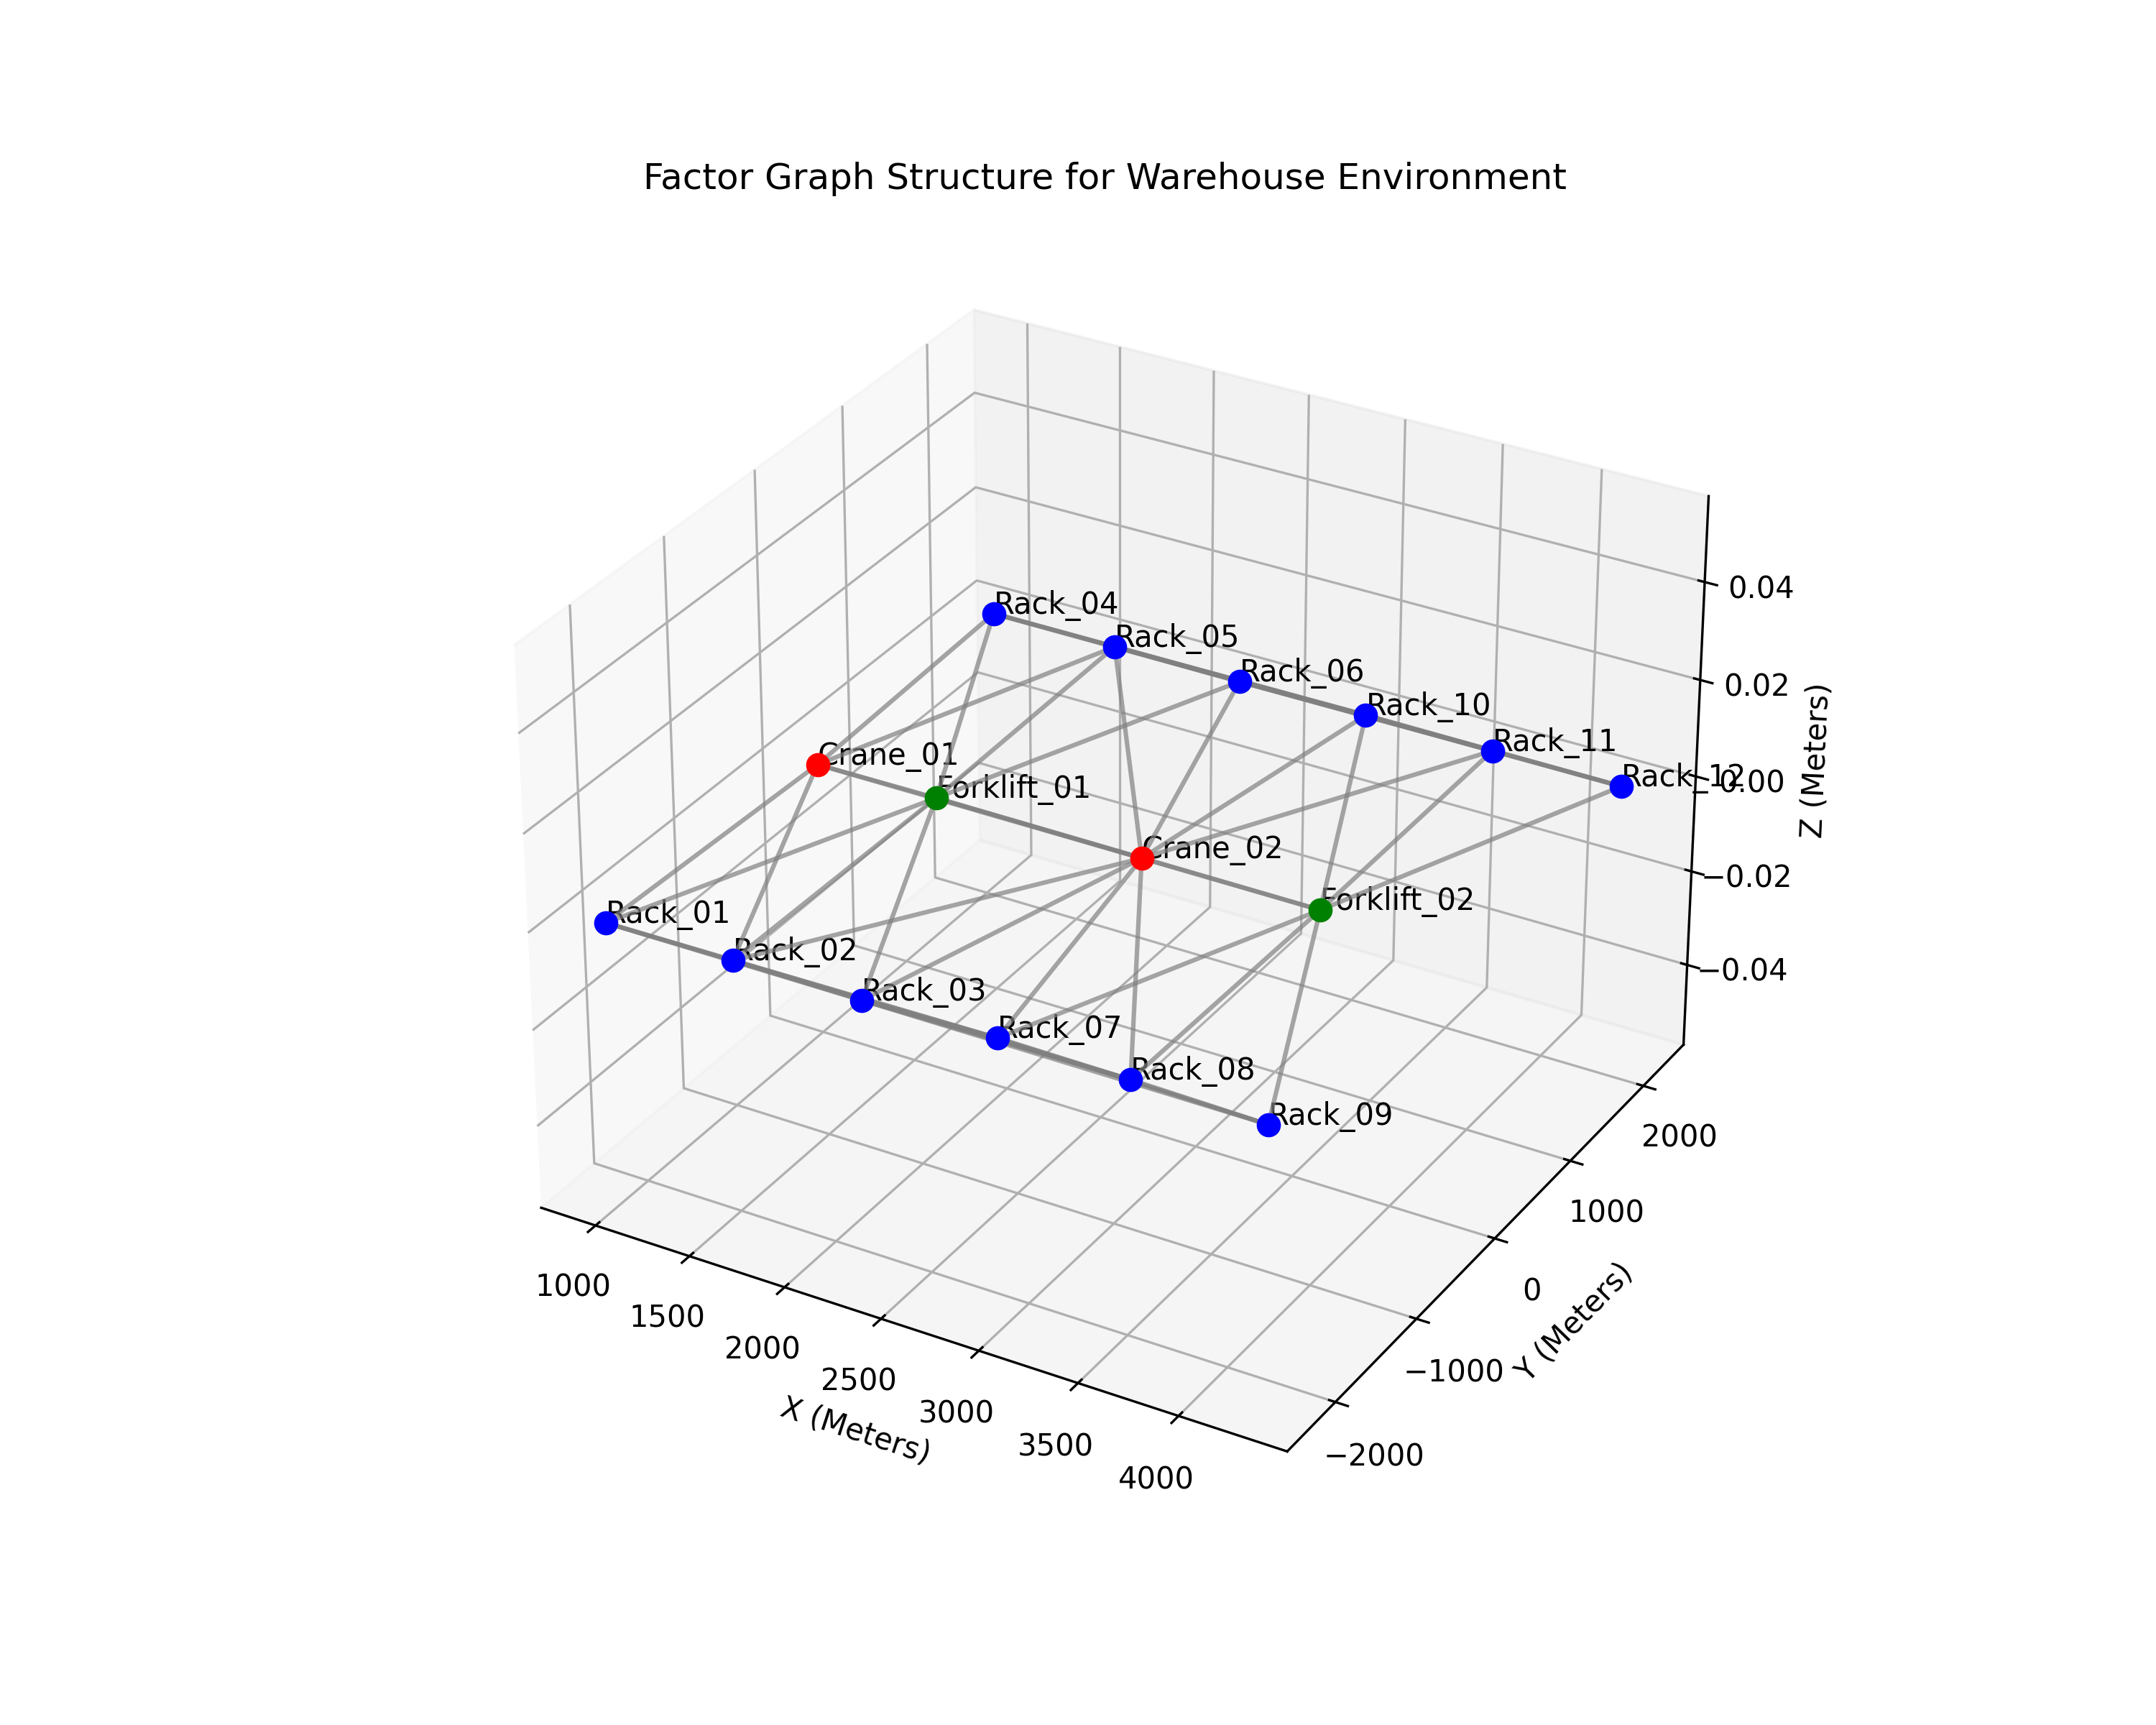 Factor Graph Structure for Warehouse Environment
Rack_04
Rack_05
Rack_06
Rack_10
Rack_11
Rack_12
Crane_01
Forklift_01
Crane_02
Forklift_02
Rack_01
Rack_02
Rack_03
Rack_07
Rack_08
Rack_09
0.04
0.02
0.00
−0.02
−0.04
Z (Meters)
2000
1000
0
−1000
−2000
Y (Meters)
1000
1500
2000
2500
3000
3500
4000
X (Meters)